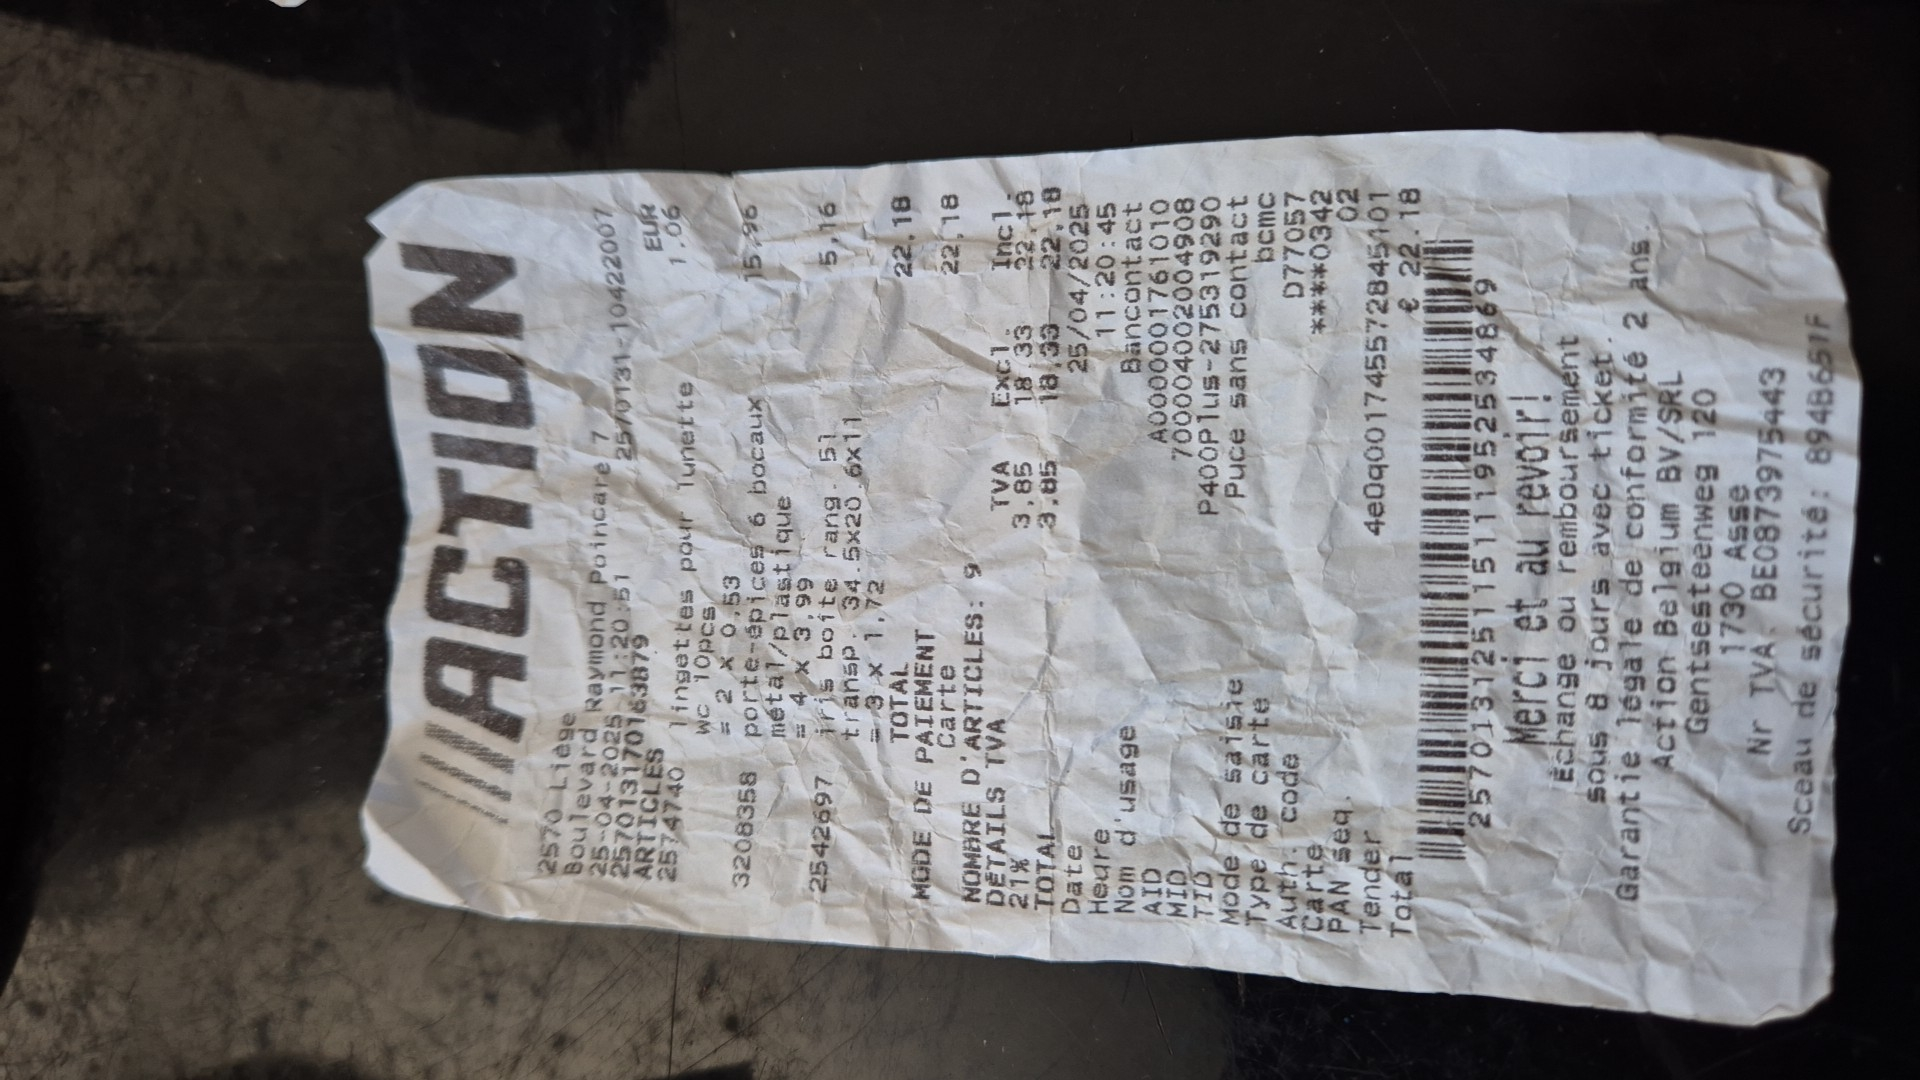 ACTION
2570 Liège
Boulevard Raymond Poincaré 7
25-04-2025 11:20:51 257/0131-10422007
257013170163879
ARTICLES EUR
2574740 lingettes pour lunette 1.06
wc 10pcs
= 2 x 0,53
32083358 porte-épices 6 bocaux 15,96
métal/plastique
= 4 x 3,99
2542697 iris boîte rang. 5l 5,16
transp. 34.5x20.6x11
= 3 x 1,72
TOTAL 22,18
MODE DE PAIEMENT
Carte 22,18
NOMBRE D'ARTICLES: 9
DÉTAILS TVA TVA Excl. Incl.
21% 3,85 18,33 22,18
TOTAL 3,85 18,33 22,18
Date 25/04/2025
Heure 11:20:45
Nom d'usage Bancontact
AID A0000001761010
MID 700004002004908
TID P400Plus-275319290
Mode de saisie Puce sans contact
Type de carte bcmc
Auth. code D77057
Carte ****0342
PAN seq. 02
Tender 4e0q001745572845101
Total € 22.18
Merci et au revoir!
Échange ou remboursement
sous 8 jours avec ticket.
Garantie légale de conformité 2 ans.
Action Belgium BV/SRL
Gentsesteenweg 120
1730 Asse
Nr TVA. BE0873975443
Sceau de sécurité: